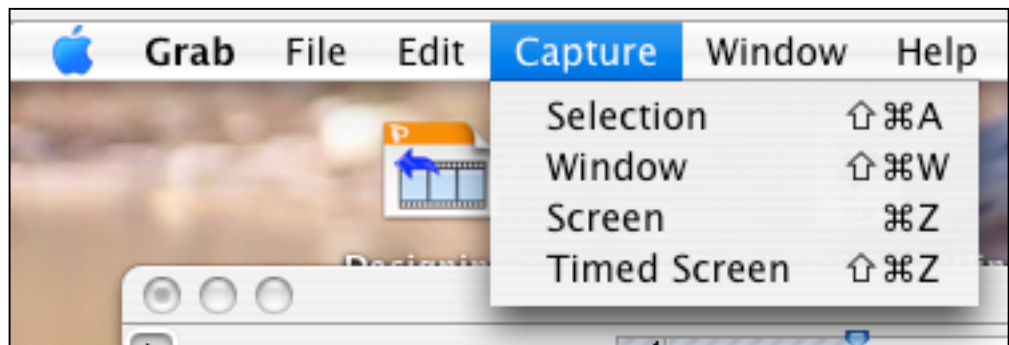 Grab File Edit Capture Window Help
Selection ⇧⌘A
Window ⇧⌘W
Screen ⌘Z
Timed Screen ⇧⌘Z